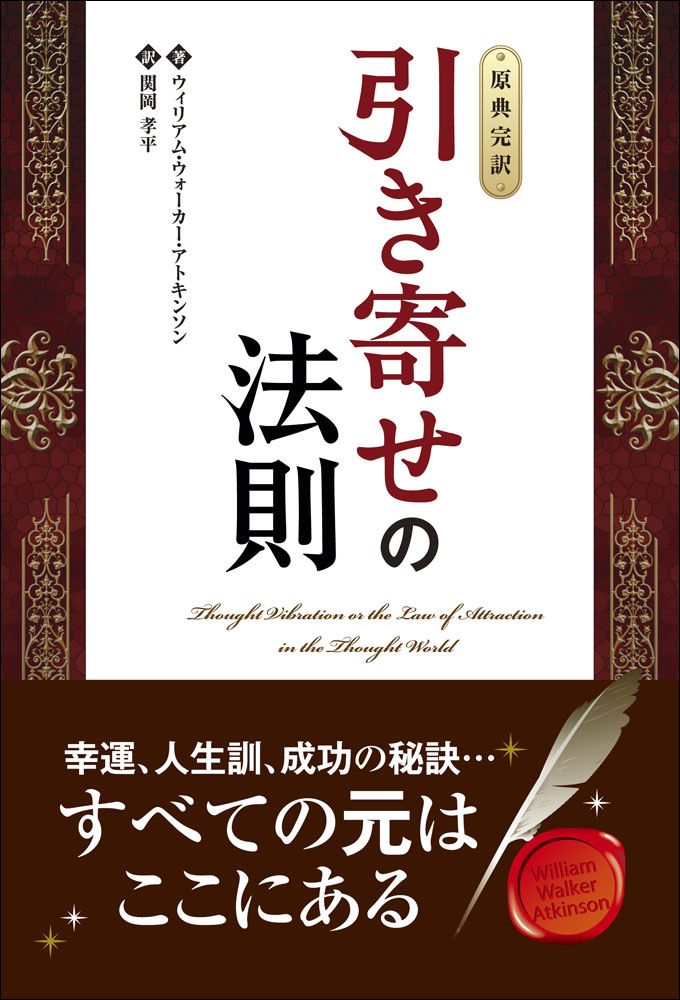 原典完訳
引き寄せの
法則
著 ウィリアム・ウォーカー・アトキンソン
訳 関岡 孝平
Thought Vibration or the Law of Attraction
in the Thought World
幸運、人生訓、成功の秘訣…
すべての元は
ここにある
William
Walker
Atkinson